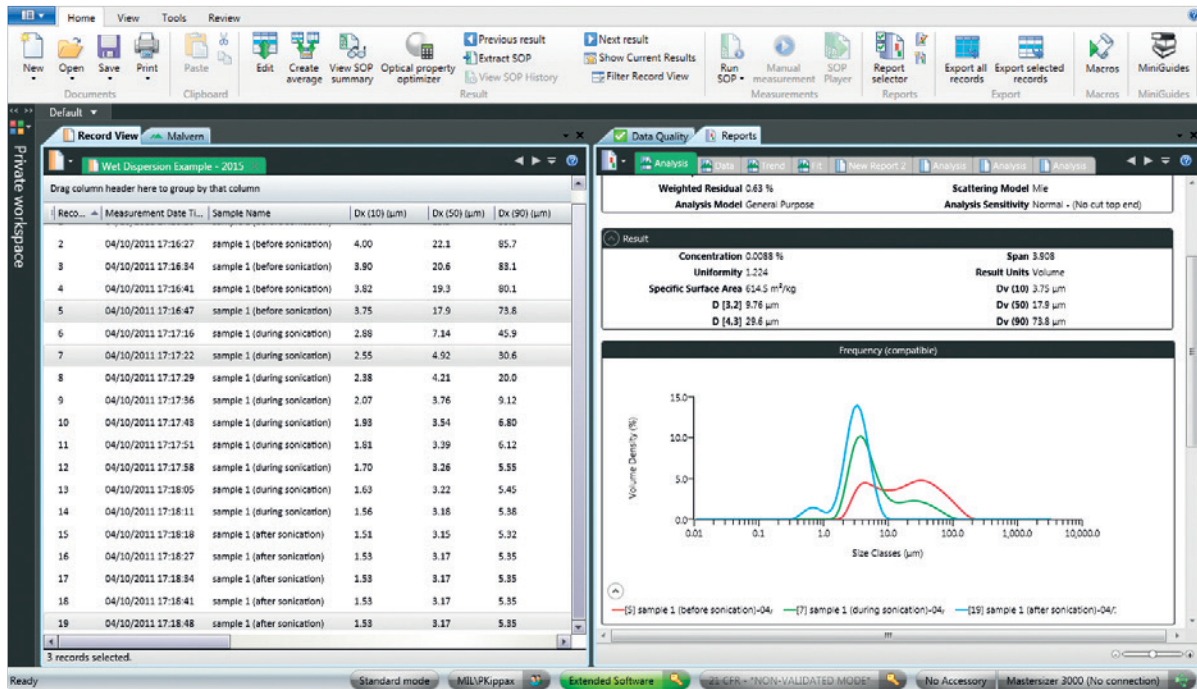 Home View Tools Review
New Open Save Print
Documents
Paste
Clipboard
Edit Create average View SOP summary Optical property optimizer
Previous result
Extract SOP
View SOP History
Next result
Show Current Results
Filter Record View
Result
Run SOP Manual measurement SOP Player
Measurements
Report selector
Reports
Export all records Export selected records
Export
Macros
Macros
MiniGuides
MiniGuides
Default
Private workspace
Record View Malvern
Wet Dispersion Example - 2015
Drag column header here to group by that column
Reco... Measurement Date Ti... Sample Name Dx (10) (μm) Dx (50) (μm) Dx (90) (μm)
2 04/10/2011 17:16:27 sample 1 (before sonication) 4.00 22.1 85.7
3 04/10/2011 17:16:34 sample 1 (before sonication) 3.90 20.6 83.1
4 04/10/2011 17:16:41 sample 1 (before sonication) 3.82 19.3 80.1
5 04/10/2011 17:16:47 sample 1 (before sonication) 3.75 17.9 73.8
6 04/10/2011 17:17:16 sample 1 (during sonication) 2.88 7.14 45.9
7 04/10/2011 17:17:22 sample 1 (during sonication) 2.55 4.92 30.6
8 04/10/2011 17:17:29 sample 1 (during sonication) 2.38 4.21 20.0
9 04/10/2011 17:17:36 sample 1 (during sonication) 2.07 3.76 9.12
10 04/10/2011 17:17:43 sample 1 (during sonication) 1.93 3.54 6.80
11 04/10/2011 17:17:51 sample 1 (during sonication) 1.81 3.39 6.12
12 04/10/2011 17:17:58 sample 1 (during sonication) 1.70 3.26 5.55
13 04/10/2011 17:18:05 sample 1 (during sonication) 1.63 3.22 5.45
14 04/10/2011 17:18:11 sample 1 (during sonication) 1.56 3.18 5.38
15 04/10/2011 17:18:18 sample 1 (after sonication) 1.51 3.15 5.32
16 04/10/2011 17:18:27 sample 1 (after sonication) 1.53 3.17 5.35
17 04/10/2011 17:18:34 sample 1 (after sonication) 1.53 3.17 5.35
18 04/10/2011 17:18:41 sample 1 (after sonication) 1.53 3.17 5.35
19 04/10/2011 17:18:48 sample 1 (after sonication) 1.53 3.17 5.35
3 records selected.
Data Quality Reports
Analysis Data Trend Fit New Report 2 Analysis Analysis Analysis
Weighted Residual 0.63 % Scattering Model Mie
Analysis Model General Purpose Analysis Sensitivity Normal - (No cut top end)
Result
Concentration 0.0088 % Span 3.908
Uniformity 1.224 Result Units Volume
Specific Surface Area 614.5 m²/kg Dv (10) 3.75 μm
D [3,2] 9.76 μm Dv (50) 17.9 μm
D [4,3] 29.6 μm Dv (90) 73.8 μm
Frequency (compatible)
Volume Density (%)
15.0
10.0
5.0
0.0
0.01 0.1 1.0 10.0 100.0 1,000.0 10,000.0
Size Classes (μm)
[5] sample 1 (before sonication)-04/ [7] sample 1 (during sonication)-04/ [19] sample 1 (after sonication)-04/:
Ready Standard mode MIL\PKippax Extended Software 21 CFR - "NON-VALIDATED MODE" No Accessory Mastersizer 3000 (No connection)